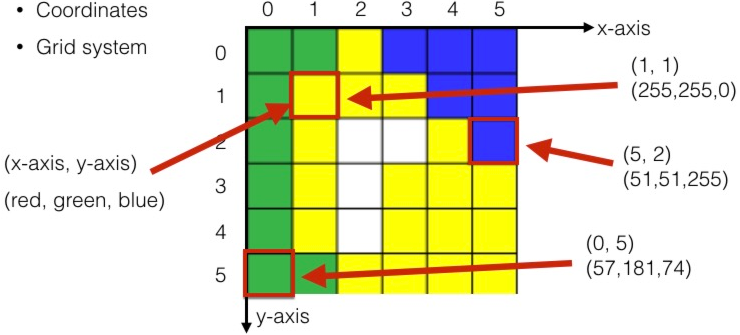 • Coordinates
• Grid system
0 1 2 3 4 5
x-axis
0
1
2
3
4
5
y-axis
(x-axis, y-axis)
(red, green, blue)
(1, 1)
(255,255,0)
(5, 2)
(51,51,255)
(0, 5)
(57,181,74)